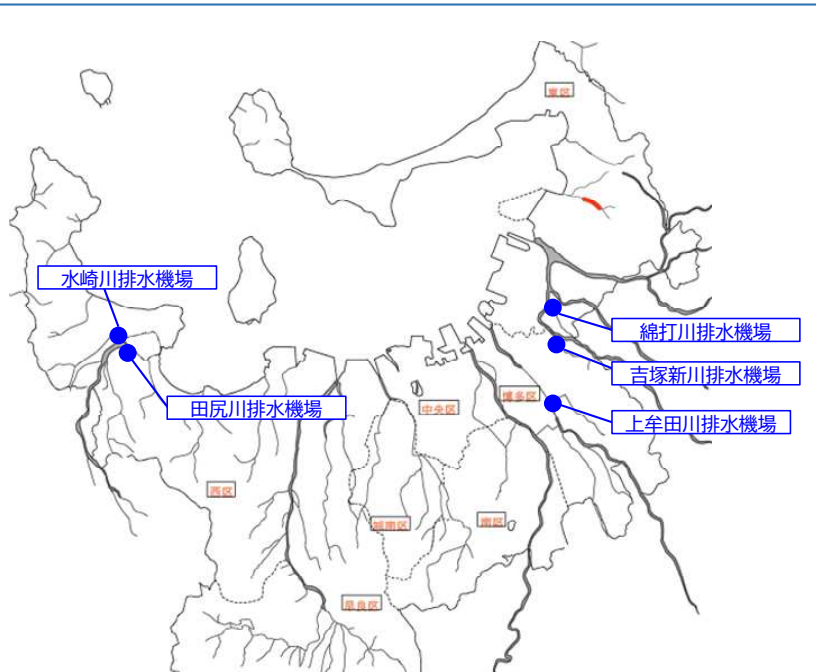 東区
水崎川排水機場
綿打川排水機場
吉塚新川排水機場
田尻川排水機場
中央区
博多区
上牟田川排水機場
西区
城南区
南区
早良区